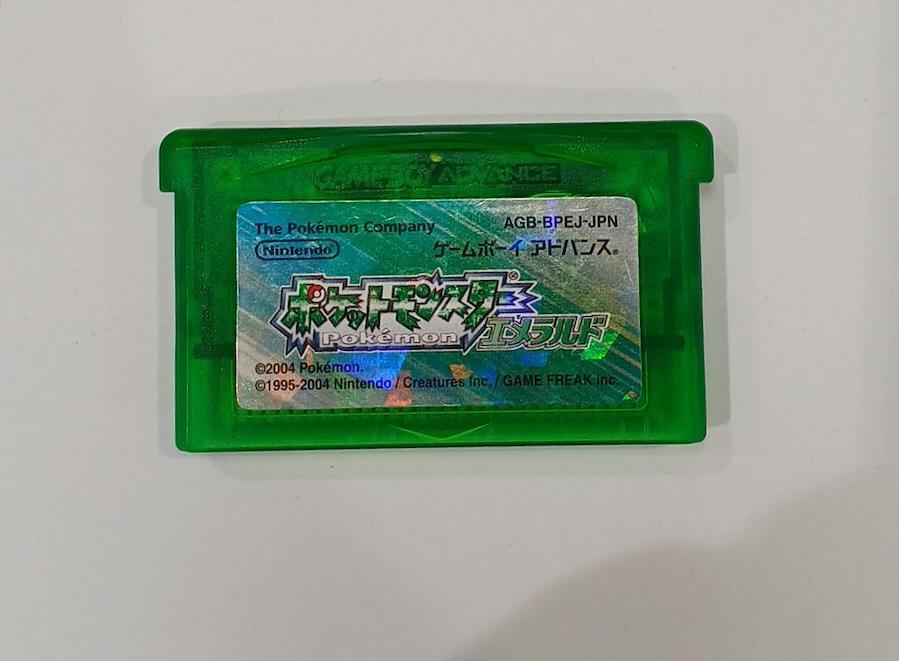 GAME BOY ADVANCE
The Pokémon Company AGB-BPEJ-JPN
Nintendo® ゲームボーイ アドバンス®
ポケットモンスター®
Pokémon エメラルド
©2004 Pokémon.
©1995-2004 Nintendo / Creatures inc. / GAME FREAK inc.